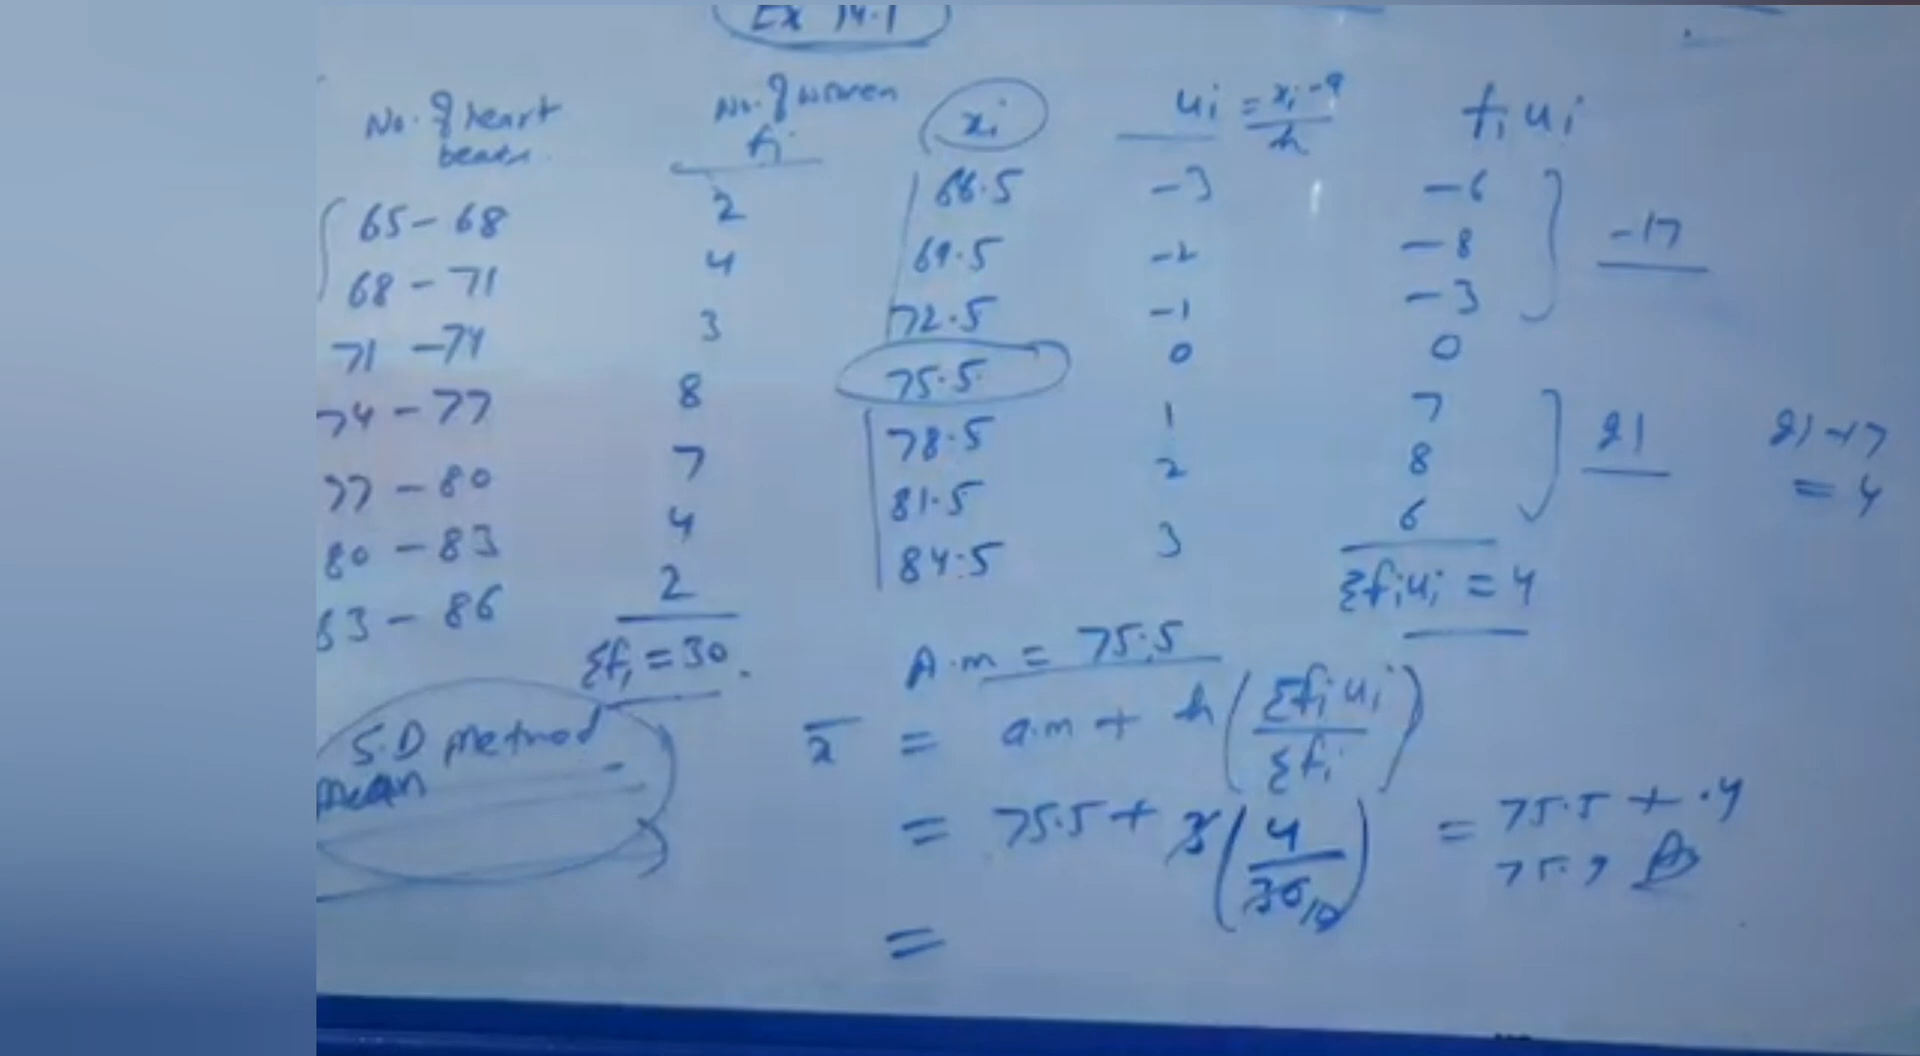 Ex 14.1
No. of heart beats. No. of women fi xi ui = xi - a / h fi ui
65 - 68 2 66.5 -3 -6
68 - 71 4 69.5 -2 -8 -17
71 - 74 3 72.5 -1 -3
74 - 77 8 75.5 0 0
77 - 80 7 78.5 1 7 21 21-17
80 - 83 4 81.5 2 8 = 4
83 - 86 2 84.5 3 6
Σfi = 30. Σfiui = 4
A.m = 75.5
S.D method
mean
x̄ = a.m + h (Σfiui / Σfi)
= 75.5 + 3 (4 / 30 10) = 75.5 + .4
75.9
=